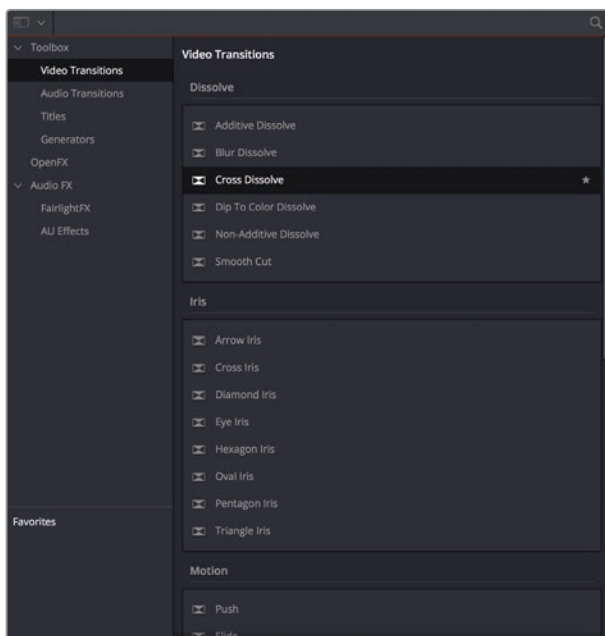 Toolbox
Video Transitions
Audio Transitions
Titles
Generators
OpenFX
Audio FX
FairlightFX
AU Effects
Favorites
Video Transitions
Dissolve
Additive Dissolve
Blur Dissolve
Cross Dissolve
Dip To Color Dissolve
Non-Additive Dissolve
Smooth Cut
Iris
Arrow Iris
Cross Iris
Diamond Iris
Eye Iris
Hexagon Iris
Oval Iris
Pentagon Iris
Triangle Iris
Motion
Push
Slide